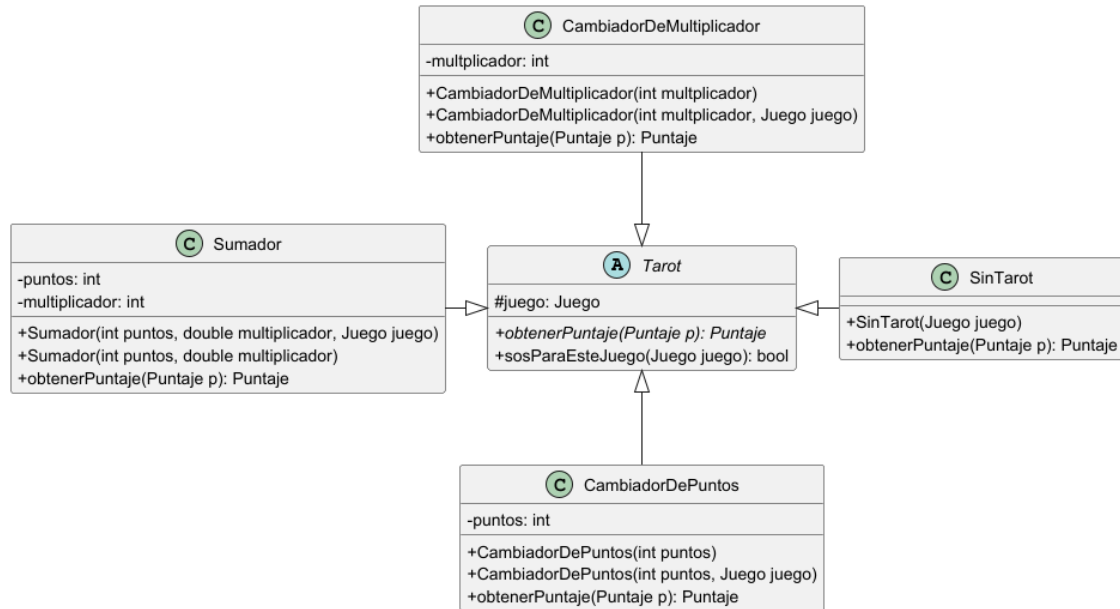 C CambiadorDeMultiplicador
-multplicador: int
+CambiadorDeMultiplicador(int multplicador)
+CambiadorDeMultiplicador(int multplicador, Juego juego)
+obtenerPuntaje(Puntaje p): Puntaje
C Sumador
-puntos: int
-multiplicador: int
+Sumador(int puntos, double multiplicador, Juego juego)
+Sumador(int puntos, double multiplicador)
+obtenerPuntaje(Puntaje p): Puntaje
A Tarot
#juego: Juego
+obtenerPuntaje(Puntaje p): Puntaje
+sosParaEsteJuego(Juego juego): bool
C SinTarot
+SinTarot(Juego juego)
+obtenerPuntaje(Puntaje p): Puntaje
C CambiadorDePuntos
-puntos: int
+CambiadorDePuntos(int puntos)
+CambiadorDePuntos(int puntos, Juego juego)
+obtenerPuntaje(Puntaje p): Puntaje